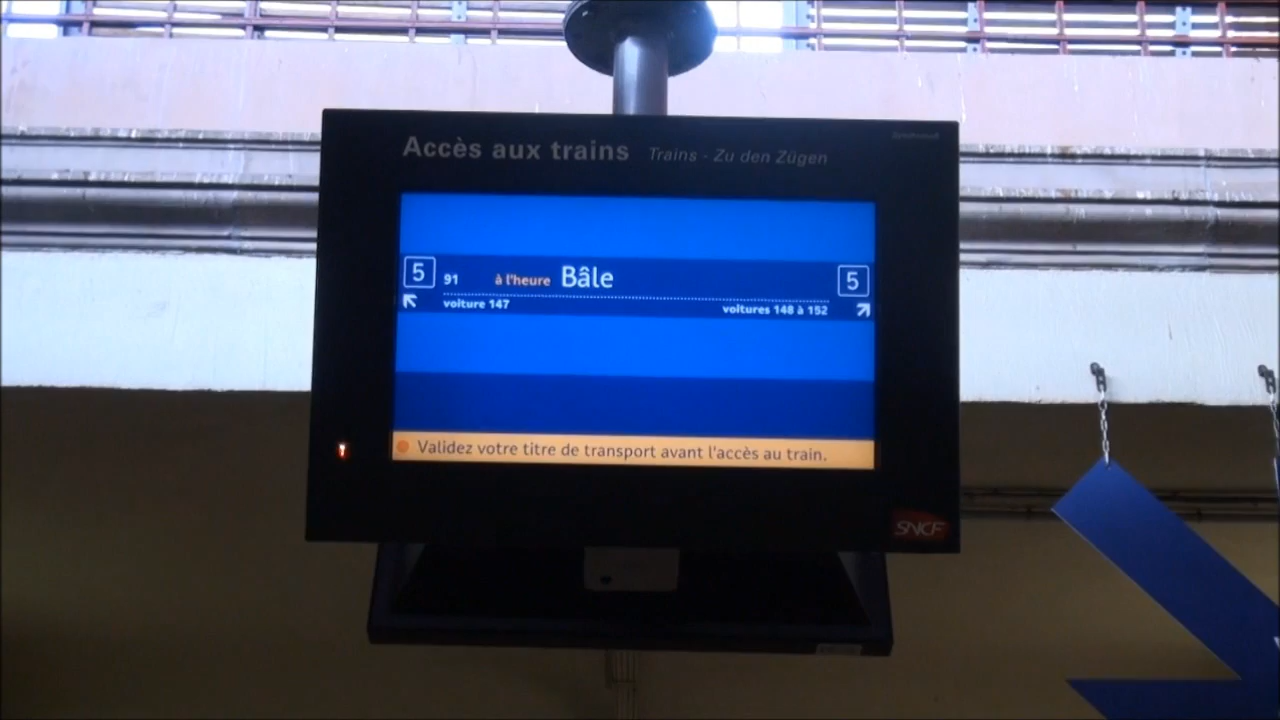 Accès aux trains Trains - Zu den Zügen
5 91 à l'heure Bâle 5
voiture 147 voitures 148 à 152
Validez votre titre de transport avant l'accès au train.
SNCF